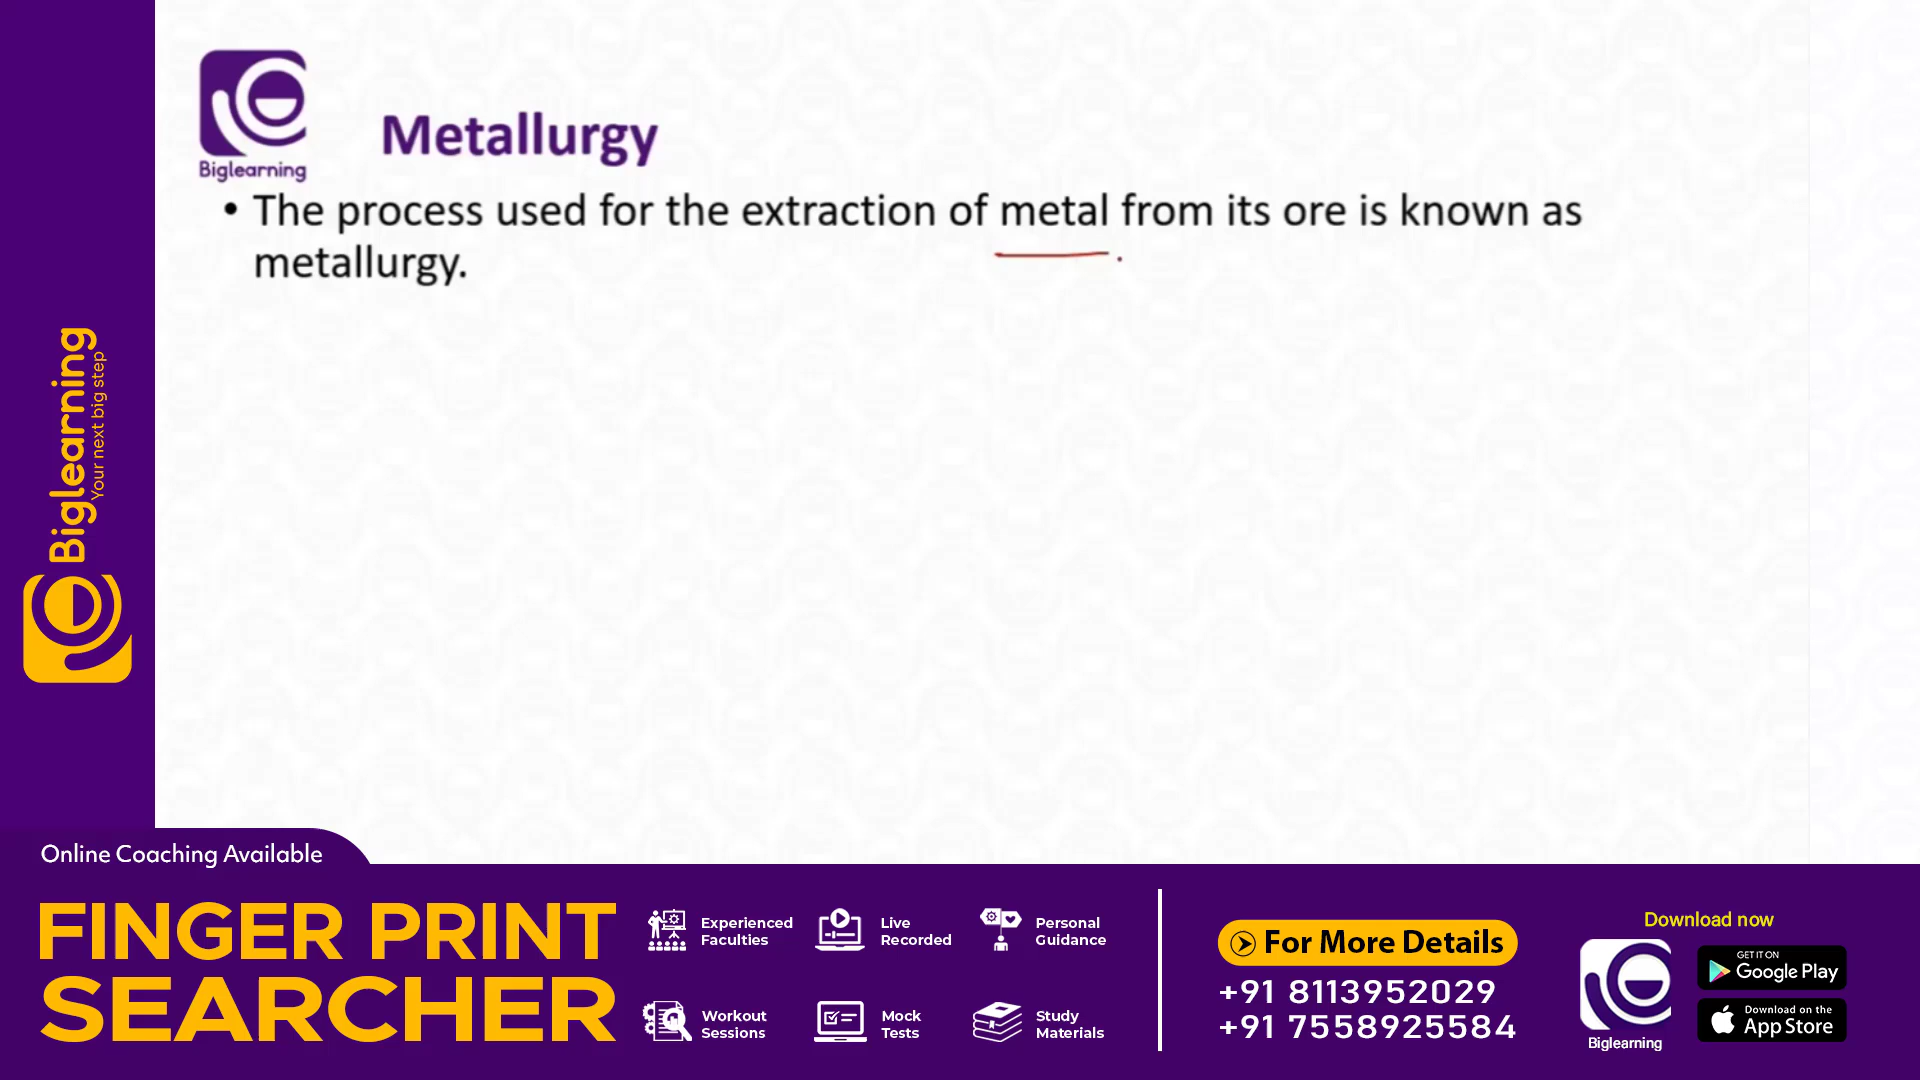 Biglearning
Metallurgy
• The process used for the extraction of metal from its ore is known as
metallurgy.
Biglearning
Your next big step
Online Coaching Available
FINGER PRINT
SEARCHER
Experienced
Faculties
Live
Recorded
Personal
Guidance
Workout
Sessions
Mock
Tests
Study
Materials
For More Details
+91 8113952029
+91 7558925584
Download now
Biglearning
GET IT ON
Google Play
Download on the
App Store